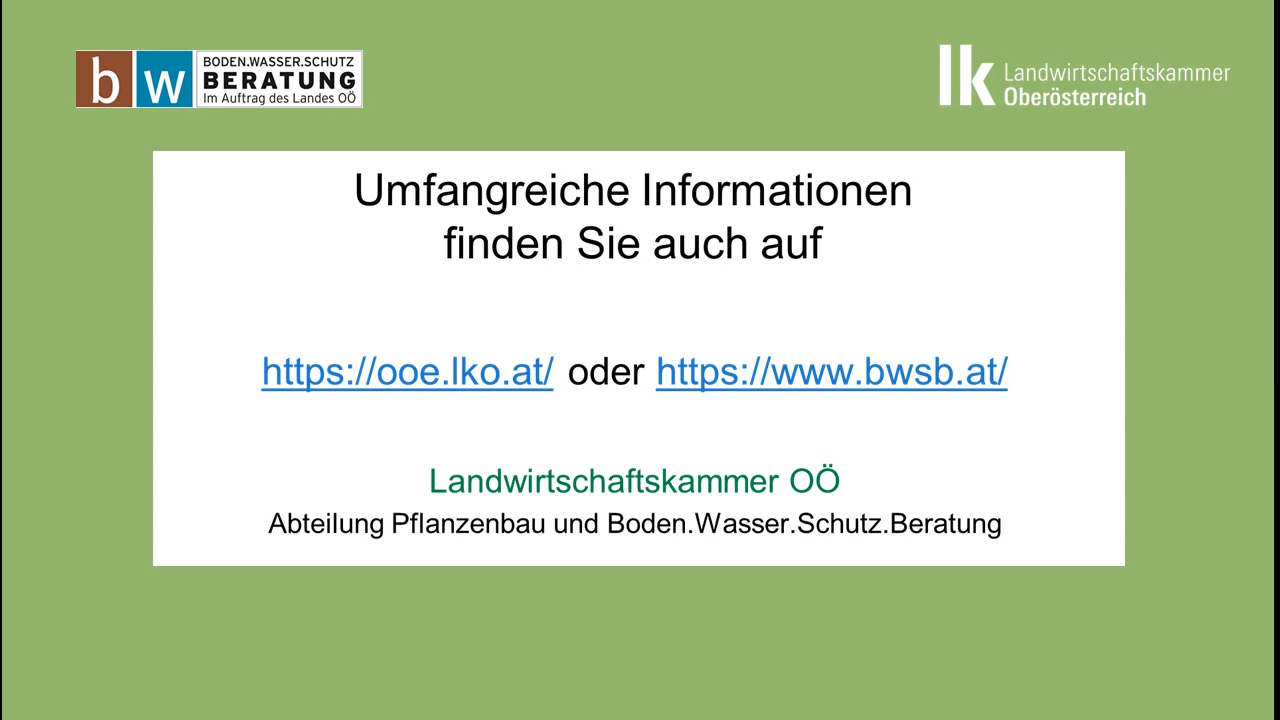 b w
BODEN.WASSER.SCHUTZ
BERATUNG
Im Auftrag des Landes OÖ
lk
Landwirtschaftskammer
Oberösterreich
Umfangreiche Informationen
finden Sie auch auf
https://ooe.lko.at/ oder https://www.bwsb.at/
Landwirtschaftskammer OÖ
Abteilung Pflanzenbau und Boden.Wasser.Schutz.Beratung